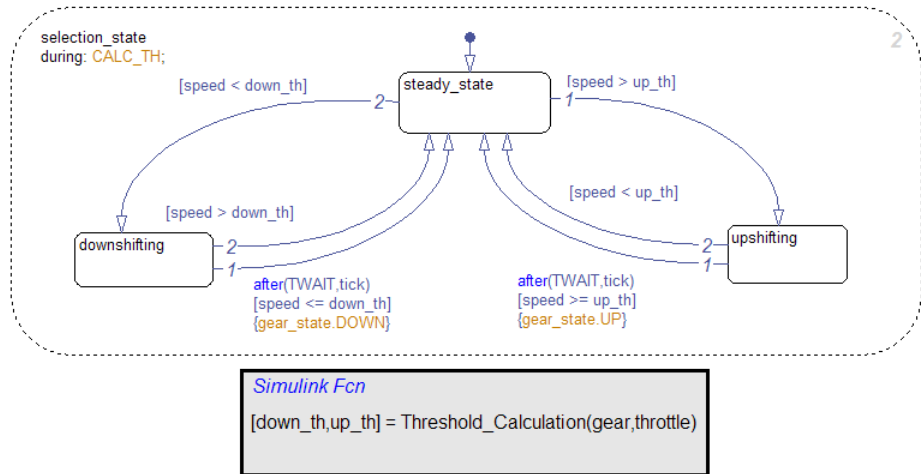 selection_state
during: CALC_TH;
2
[speed < down_th]
2
steady_state
1
[speed > up_th]
[speed > down_th]
[speed < up_th]
downshifting
2
1
2
1
upshifting
after(TWAIT,tick)
[speed <= down_th]
{gear_state.DOWN}
after(TWAIT,tick)
[speed >= up_th]
{gear_state.UP}
Simulink Fcn
[down_th,up_th] = Threshold_Calculation(gear,throttle)